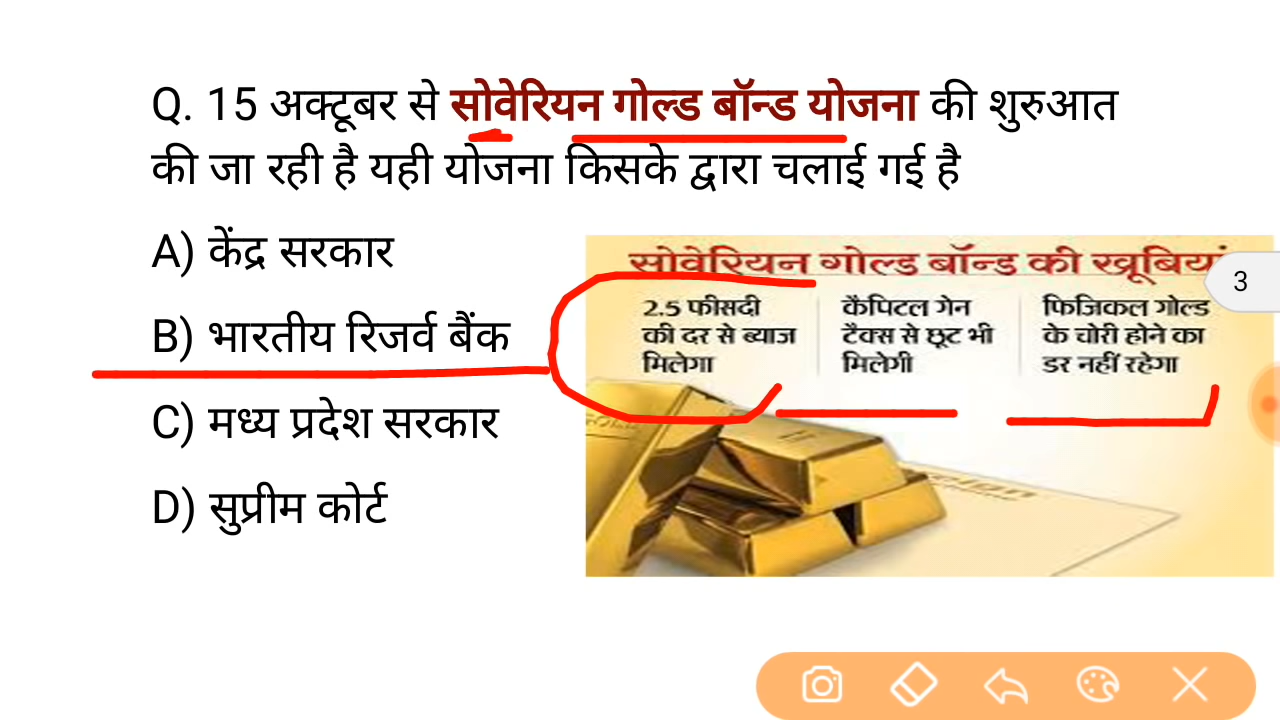 Q. 15 अक्टूबर से सोवेरियन गोल्ड बॉन्ड योजना की शुरुआत
की जा रही है यही योजना किसके द्वारा चलाई गई है
A) केंद्र सरकार
B) भारतीय रिजर्व बैंक
C) मध्य प्रदेश सरकार
D) सुप्रीम कोर्ट
सोवेरियन गोल्ड बॉन्ड की खूबियां
2.5 फीसदी
की दर से ब्याज
मिलेगा
कैपिटल गेन
टैक्स से छूट भी
मिलेगी
फिजिकल गोल्ड
के चोरी होने का
डर नहीं रहेगा
3